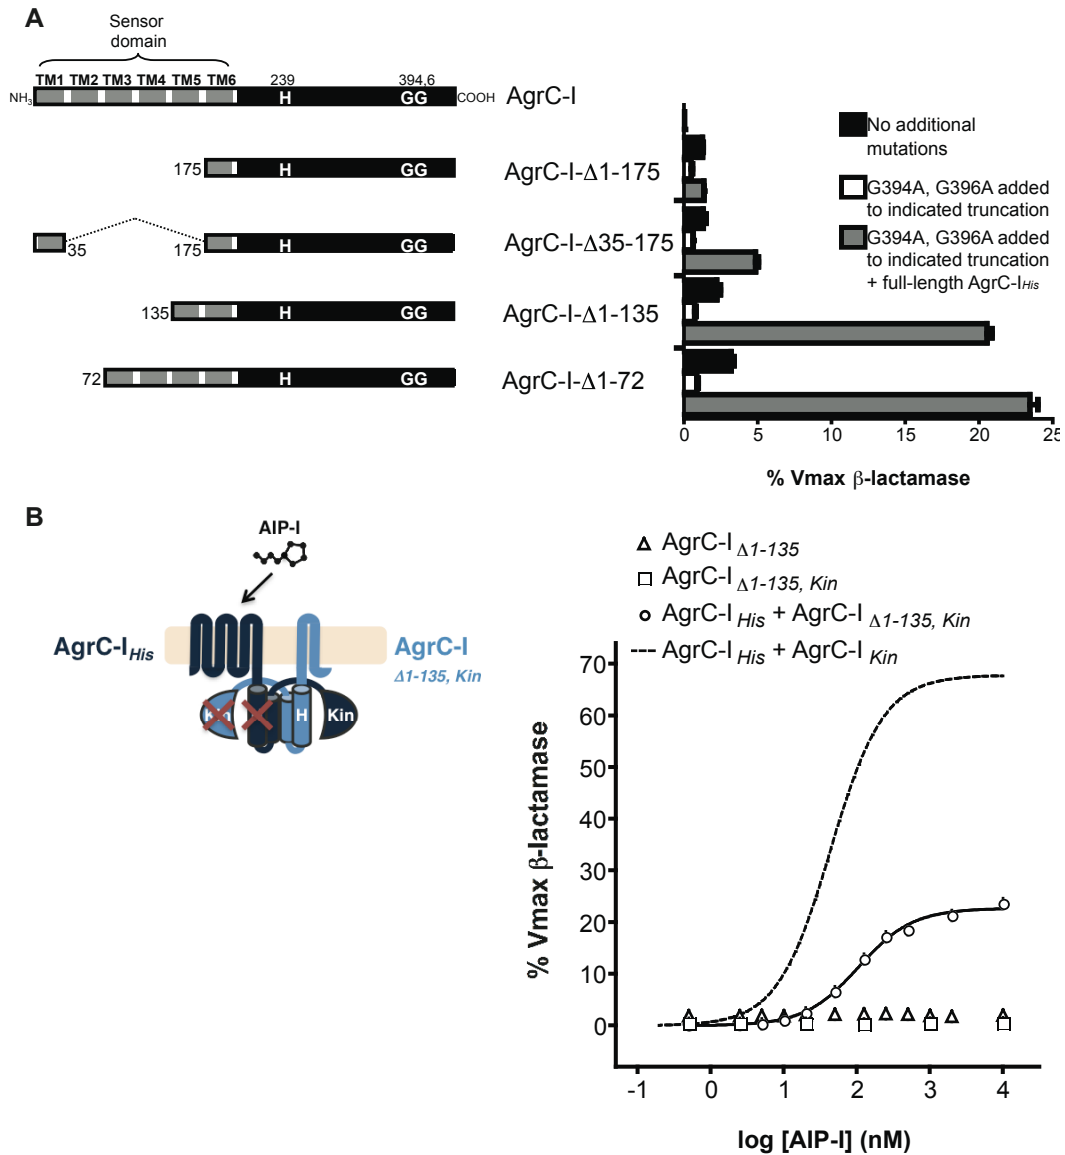 A
Sensor
domain
TM1 TM2 TM3 TM4 TM5 TM6 239 394,6
NH3 H GG COOH AgrC-I
175 H GG AgrC-I-Δ1-175
35 175 H GG AgrC-I-Δ35-175
135 H GG AgrC-I-Δ1-135
72 H GG AgrC-I-Δ1-72
No additional
mutations
G394A, G396A added
to indicated truncation
G394A, G396A added
to indicated truncation
+ full-length AgrC-IHis
0 5 10 15 20 25
% Vmax β-lactamase
B
AIP-I
AgrC-IHis
AgrC-I
Δ1-135, Kin
Kin H Kin
AgrC-I Δ1-135
AgrC-I Δ1-135, Kin
AgrC-I His + AgrC-I Δ1-135, Kin
AgrC-I His + AgrC-I Kin
% Vmax β-lactamase
70
60
50
40
30
20
10
0
-1 0 1 2 3 4
log [AIP-I] (nM)